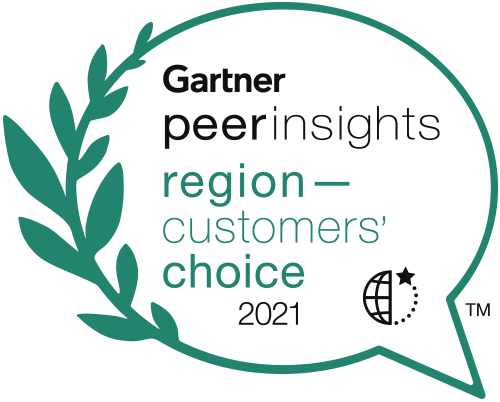 Gartner
peerinsights
region —
customers'
choice
2021
TM